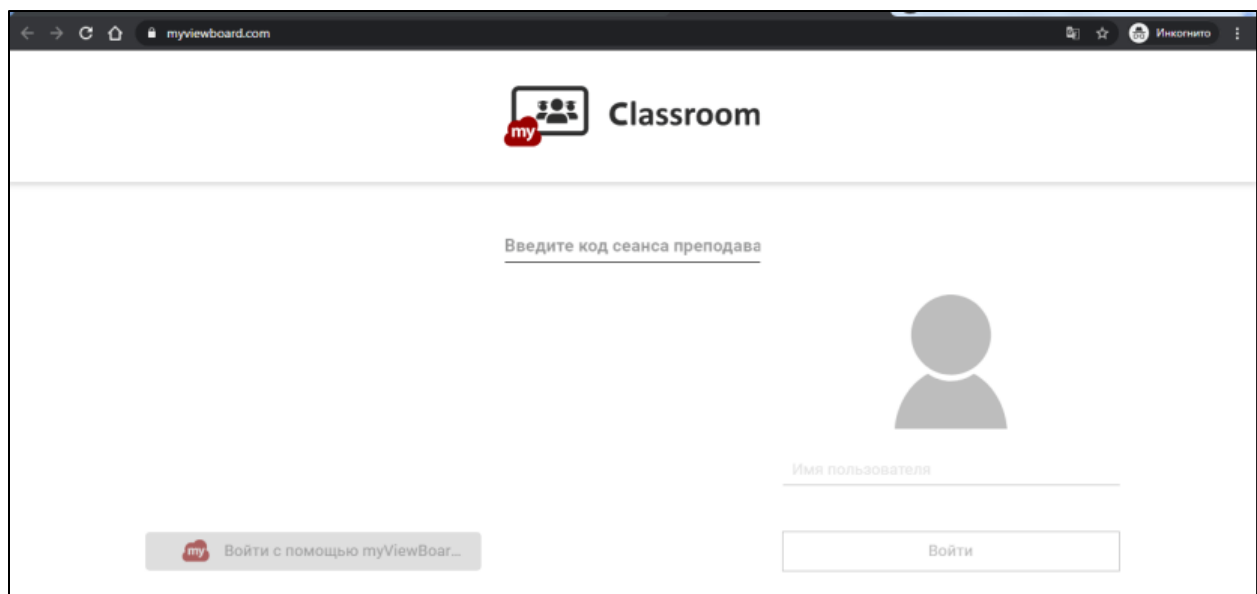 myviewboard.com
Инкогнито
my
Classroom
Введите код сеанса преподава
Имя пользователя
my
Войти с помощью myViewBoar...
Войти